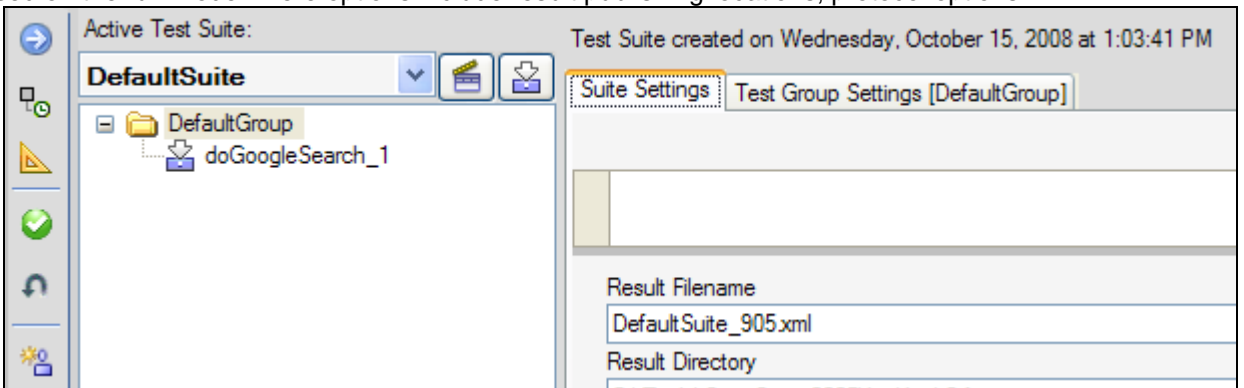 Active Test Suite:
DefaultSuite
DefaultGroup
doGoogleSearch_1
Test Suite created on Wednesday, October 15, 2008 at 1:03:41 PM
Suite Settings
Test Group Settings [DefaultGroup]
Result Filename
DefaultSuite_905.xml
Result Directory